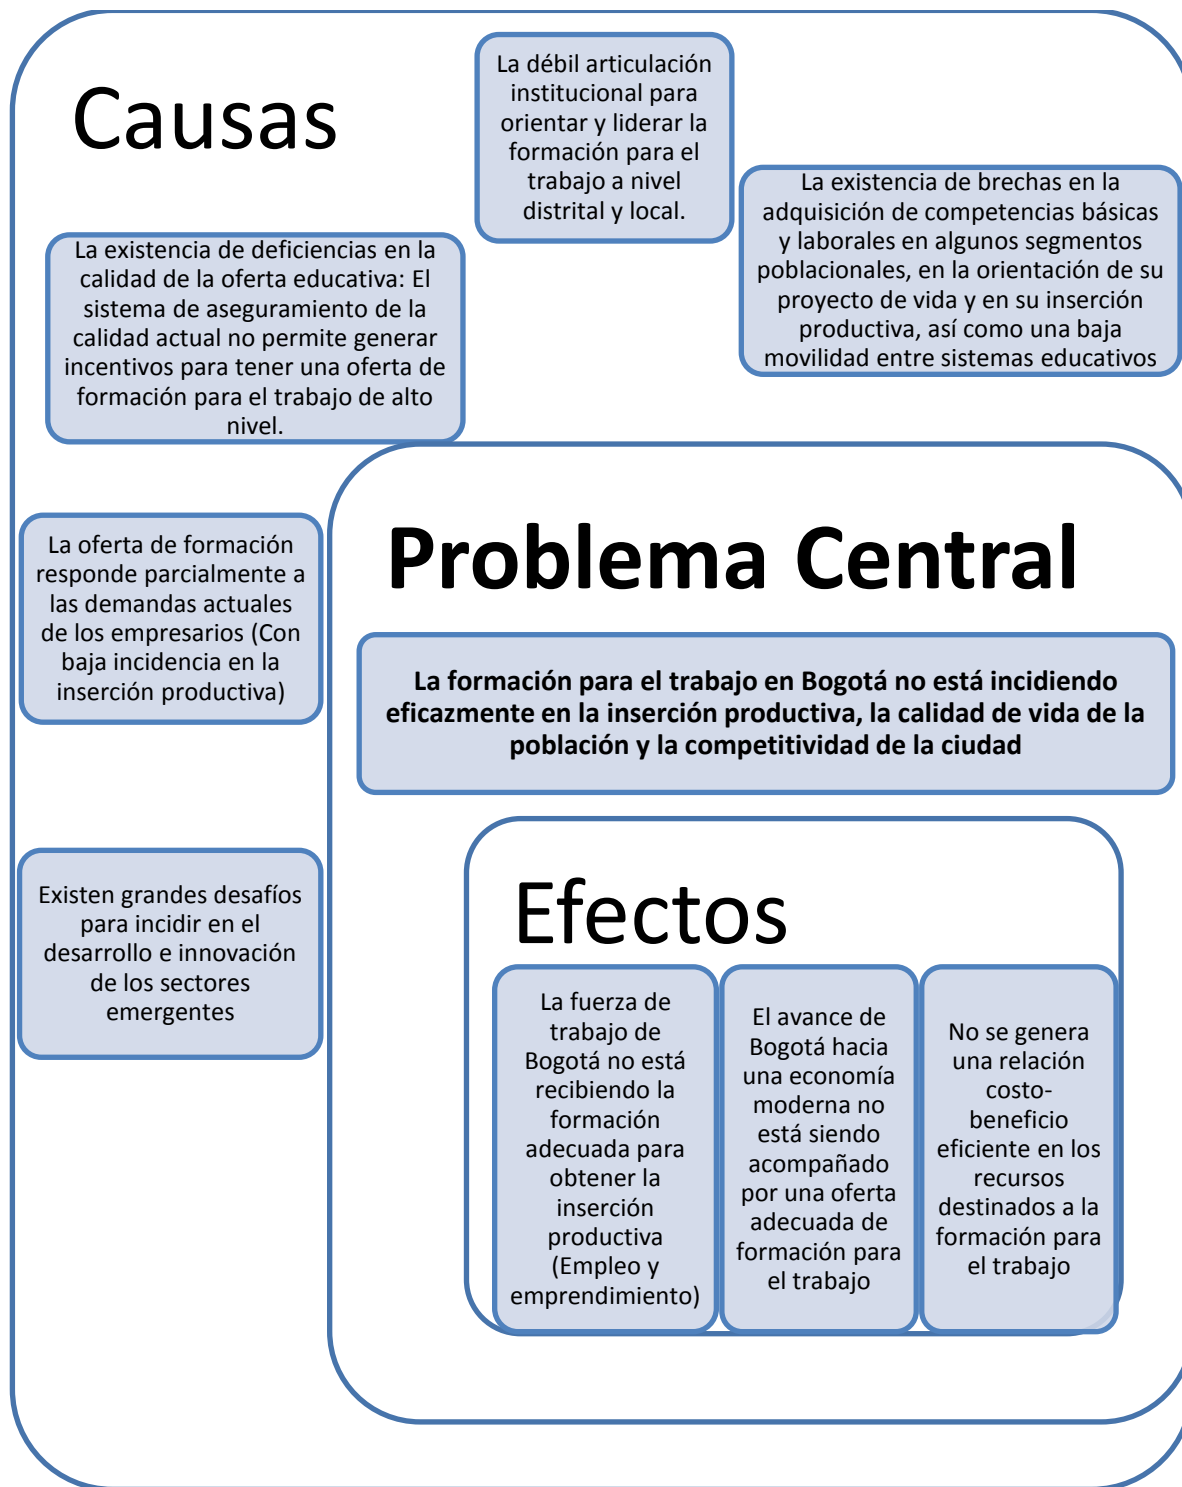 Causas
La débil articulación
institucional para
orientar y liderar la
formación para el
trabajo a nivel
distrital y local.
La existencia de brechas en la
adquisición de competencias básicas
y laborales en algunos segmentos
poblacionales, en la orientación de su
proyecto de vida y en su inserción
productiva, así como una baja
movilidad entre sistemas educativos
La existencia de deficiencias en la
calidad de la oferta educativa: El
sistema de aseguramiento de la
calidad actual no permite generar
incentivos para tener una oferta de
formación para el trabajo de alto
nivel.
La oferta de formación
responde parcialmente a
las demandas actuales
de los empresarios (Con
baja incidencia en la
inserción productiva)
Existen grandes desafíos
para incidir en el
desarrollo e innovación
de los sectores
emergentes
Problema Central
La formación para el trabajo en Bogotá no está incidiendo
eficazmente en la inserción productiva, la calidad de vida de la
población y la competitividad de la ciudad
Efectos
La fuerza de
trabajo de
Bogotá no está
recibiendo la
formación
adecuada para
obtener la
inserción
productiva
(Empleo y
emprendimiento)
El avance de
Bogotá hacia
una economía
moderna no
está siendo
acompañado
por una oferta
adecuada de
formación para
el trabajo
No se genera
una relación
costo-
beneficio
eficiente en los
recursos
destinados a la
formación para
el trabajo